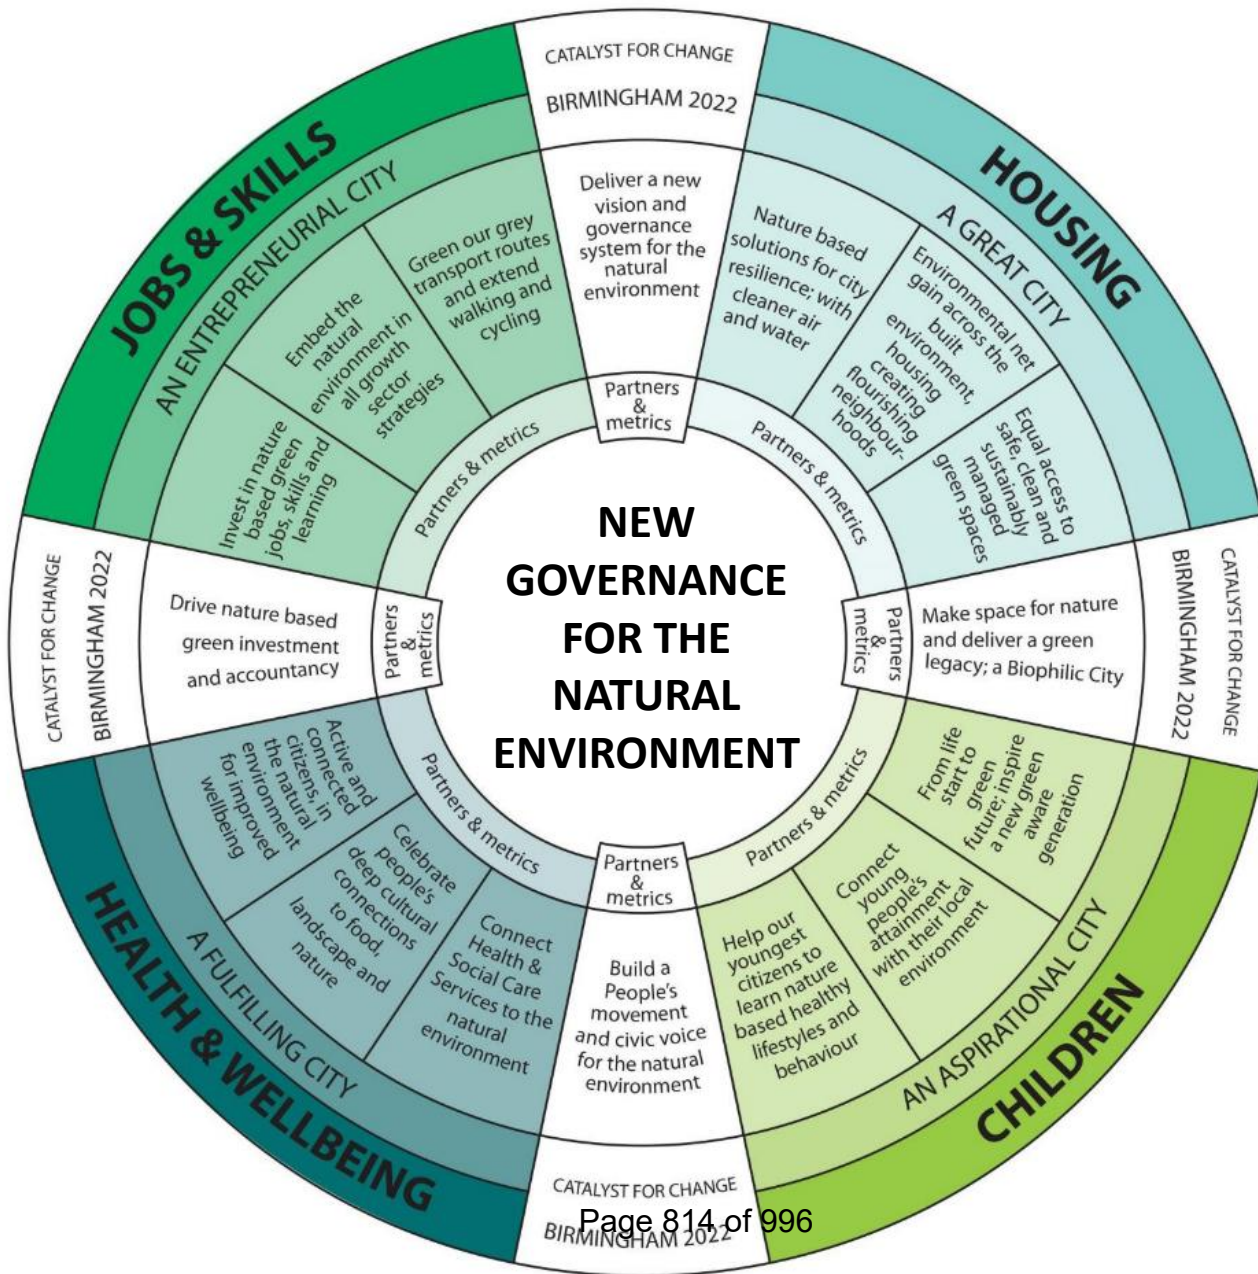 CATALYST FOR CHANGE
BIRMINGHAM 2022
Deliver a new
vision and
governance
system for the
natural
environment
Partners
&
metrics
HOUSING
A GREAT CITY
Nature based
solutions for city
resilience; with
cleaner air
and water
Environmental net
gain across the
built
environment,
housing
creating
flourishing
neighbour-
hoods
Equal access to
safe, clean and
sustainably
managed
green spaces
Partners & metrics
CATALYST FOR CHANGE
BIRMINGHAM 2022
Make space for nature
and deliver a green
legacy; a Biophilic City
Partners
&
metrics
CHILDREN
AN ASPIRATIONAL CITY
From life
start to
green
future; inspire
a new green
aware
generation
Connect
young
people's
attainment
with their local
environment
Help our
youngest
citizens to
learn nature
based healthy
lifestyles and
behaviour
Partners & metrics
CATALYST FOR CHANGE
BIRMINGHAM 2022
Build a
People's
movement
and civic voice
for the natural
environment
Partners
&
metrics
HEALTH & WELLBEING
A FULFILLING CITY
Connect
Health &
Social Care
Services to the
natural
environment
Celebrate
people's
deep cultural
connections
to food,
landscape and
nature
Active and
connected
citizens, in
the natural
environment
for improved
wellbeing
Partners & metrics
CATALYST FOR CHANGE
BIRMINGHAM 2022
Drive nature based
green investment
and accountancy
Partners
&
metrics
JOBS & SKILLS
AN ENTREPRENEURIAL CITY
Invest in nature
based green
jobs, skills and
learning
Embed the
natural
environment in
all growth
sector
strategies
Green our grey
transport routes
and extend
walking and
cycling
Partners & metrics
NEW
GOVERNANCE
FOR THE
NATURAL
ENVIRONMENT
Page 814 of 996